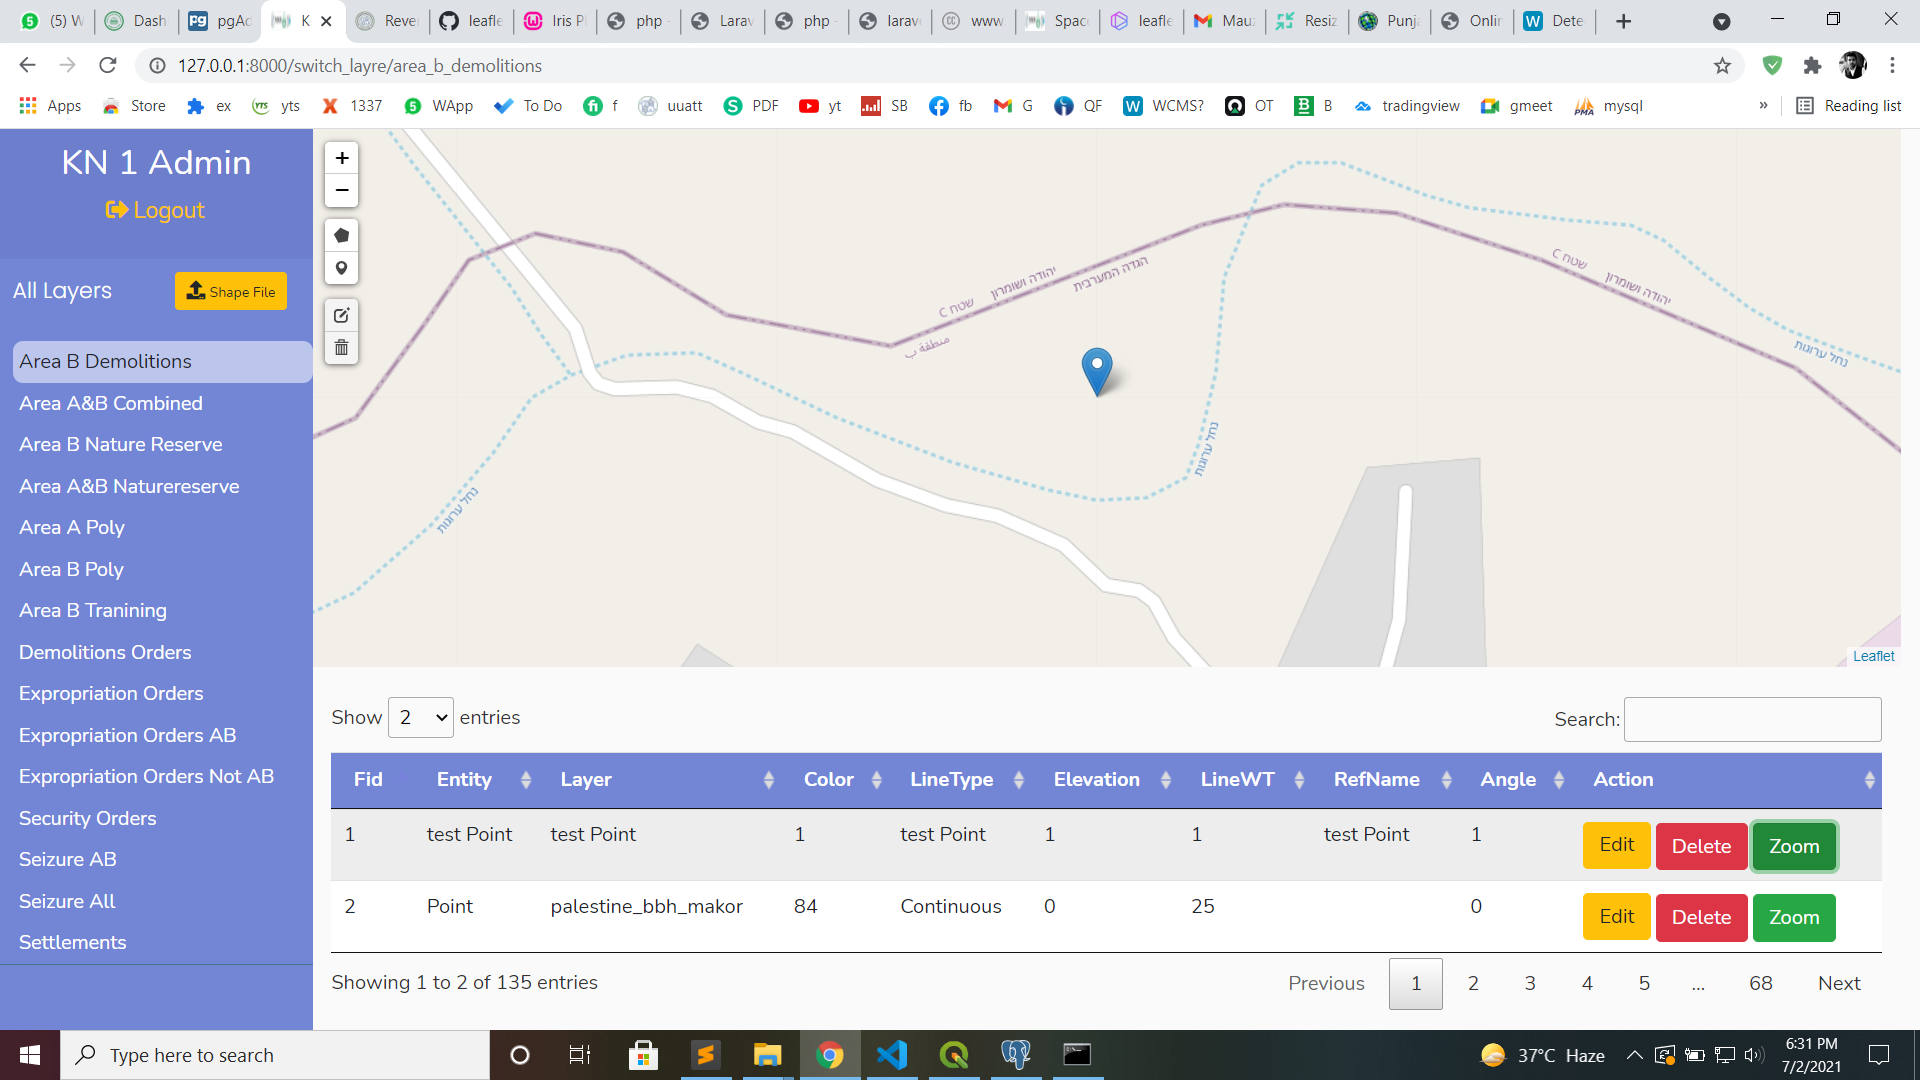 (5) W
Dash
pgAc
K
Reve
leafle
Iris Pl
php -
Larav
php -
larave
www.
Spac
leafle
Mauz
Resiz
Punja
Onlin
Dete
127.0.0.1:8000/switch_layre/area_b_demolitions
Apps Store ex yts 1337 WApp To Do f uuatt PDF yt SB fb G QF WCMS? OT B tradingview gmeet mysql » Reading list
KN 1 Admin
Logout
All Layers
Shape File
Area B Demolitions
Area A&B Combined
Area B Nature Reserve
Area A&B Naturereserve
Area A Poly
Area B Poly
Area B Tranining
Demolitions Orders
Expropriation Orders
Expropriation Orders AB
Expropriation Orders Not AB
Security Orders
Seizure AB
Seizure All
Settlements
+
−
יהודה ושומרון
שטח C
הגדה המערבית
منطقة ب
שטח C
יהודה ושומרון
נחל ערוגות
נחל ערוגות
נחל ערוגות
Leaflet
Show 2 entries
Search:
Fid Entity Layer Color LineType Elevation LineWT RefName Angle Action
1 test Point test Point 1 test Point 1 1 test Point 1 Edit Delete Zoom
2 Point palestine_bbh_makor 84 Continuous 0 25 0 Edit Delete Zoom
Showing 1 to 2 of 135 entries
Previous 1 2 3 4 5 … 68 Next
Type here to search
37°C Haze
6:31 PM
7/2/2021